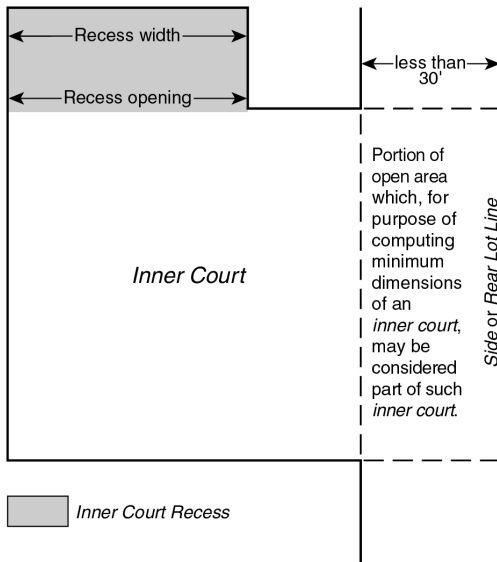 Recess width
less than
30'
Recess opening
Portion of
open area
which, for
purpose of
computing
minimum
dimensions
of an
inner court,
may be
considered
part of such
inner court.
Side or Rear Lot Line
Inner Court
Inner Court Recess